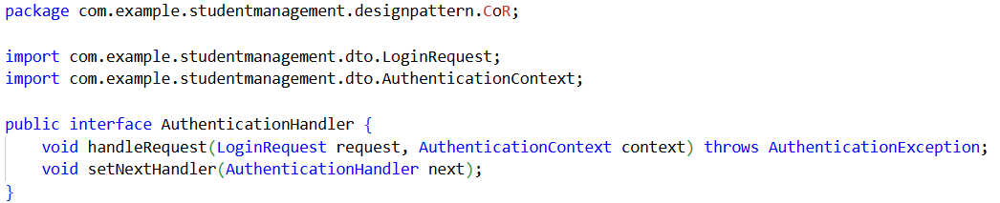 package com.example.studentmanagement.designpattern.CoR;
import com.example.studentmanagement.dto.LoginRequest;
import com.example.studentmanagement.dto.AuthenticationContext;
public interface AuthenticationHandler {
    void handleRequest(LoginRequest request, AuthenticationContext context) throws AuthenticationException;
    void setNextHandler(AuthenticationHandler next);
}